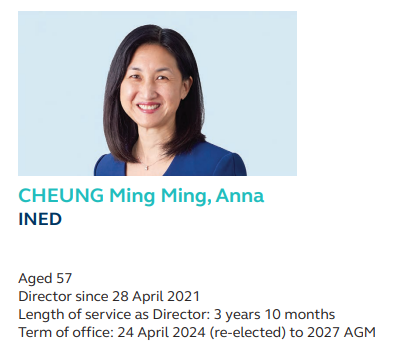 CHEUNG Ming Ming, Anna
INED
Aged 57
Director since 28 April 2021
Length of service as Director: 3 years 10 months
Term of office: 24 April 2024 (re-elected) to 2027 AGM